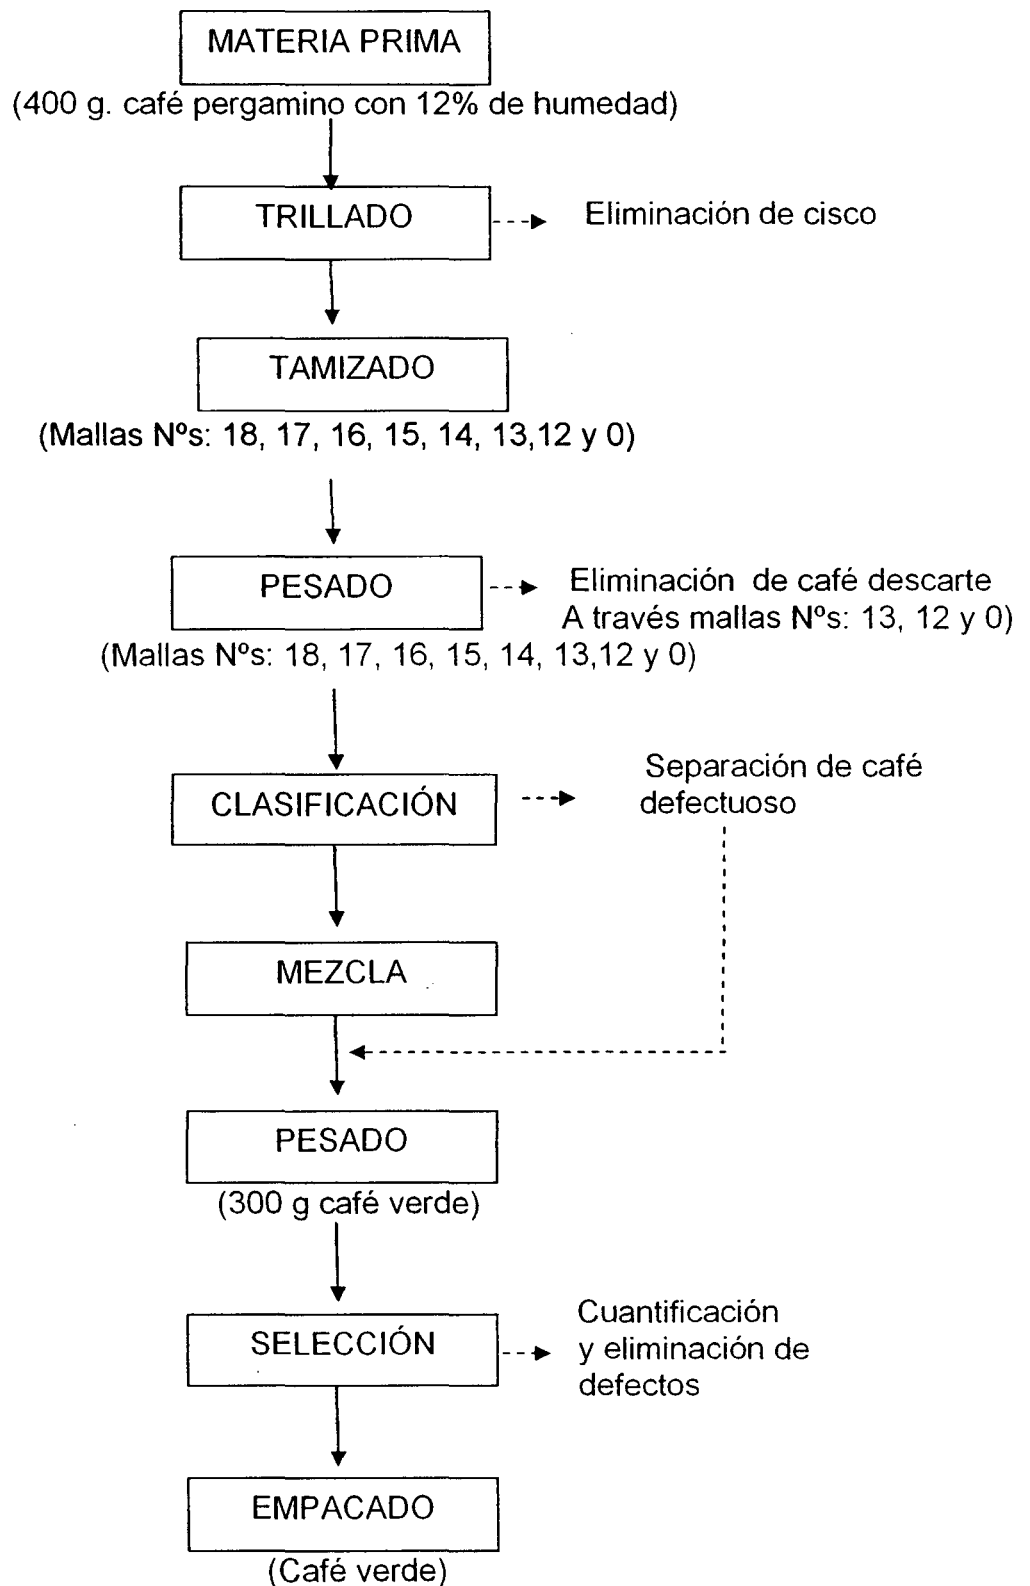 MATERIA PRIMA
(400 g. café pergamino con 12% de humedad)
TRILLADO
Eliminación de cisco
TAMIZADO
(Mallas Nºs: 18, 17, 16, 15, 14, 13,12 y 0)
PESADO
Eliminación de café descarte
A través mallas Nºs: 13, 12 y 0)
(Mallas Nºs: 18, 17, 16, 15, 14, 13,12 y 0)
CLASIFICACIÓN
Separación de café
defectuoso
MEZCLA
PESADO
(300 g café verde)
SELECCIÓN
Cuantificación
y eliminación de
defectos
EMPACADO
(Café verde)